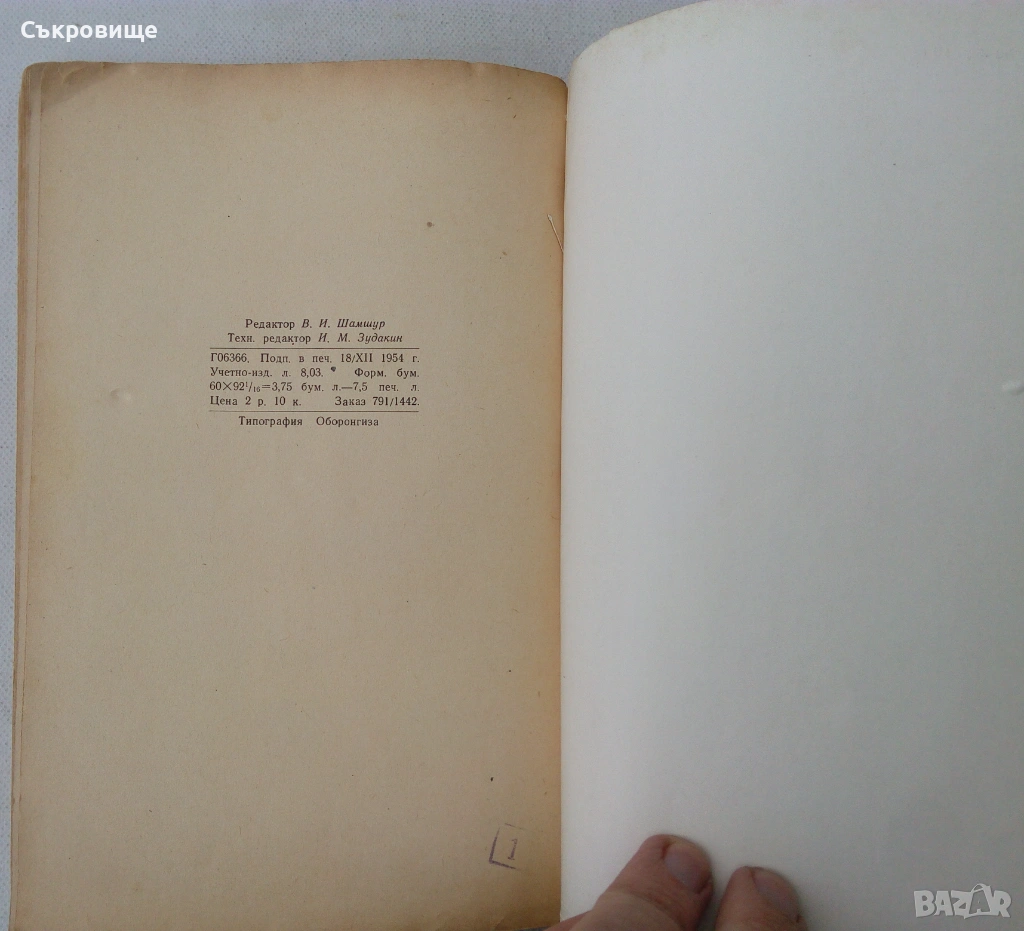 Съкровище
Редактор В. И. Шамшур
Техн. редактор И. М. Зудакин
Г06366. Подп. в печ. 18/XII 1954 г.
Учетно-изд. л. 8,03. Форм. бум.
60×92¹/₁₆=3,75 бум. л.—7,5 печ. л.
Цена 2 р. 10 к. Заказ 791/1442.
Типография Оборонгиза
1
BAZAR